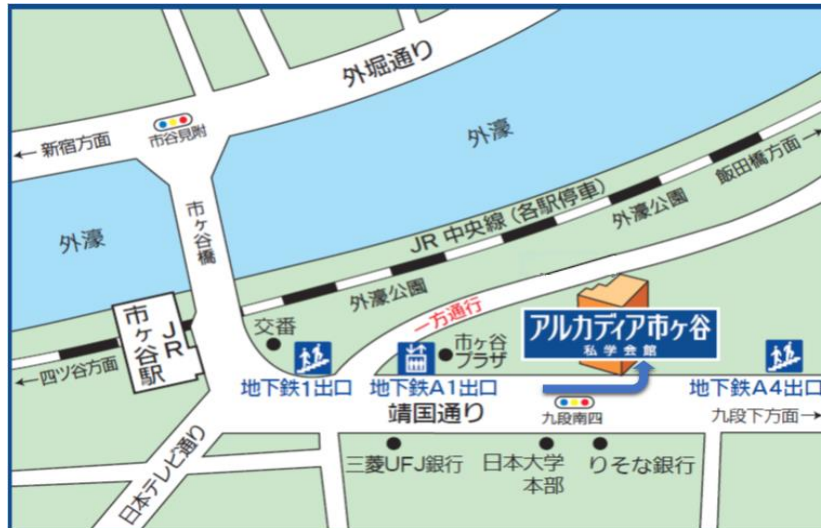 外堀通り
市谷見附
← 新宿方面
外濠
飯田橋方面 →
市ヶ谷橋
外濠
JR 中央線 (各駅停車)
外濠公園
外濠公園
一方通行
JR
市ヶ谷駅
交番
市ヶ谷
プラザ
アルカディア市ヶ谷
私学会館
←四ツ谷方面
地下鉄1出口
地下鉄A1出口
地下鉄A4出口
靖国通り
九段南四
九段下方面→
日本テレビ通り
三菱UFJ銀行
日本大学
本部
りそな銀行